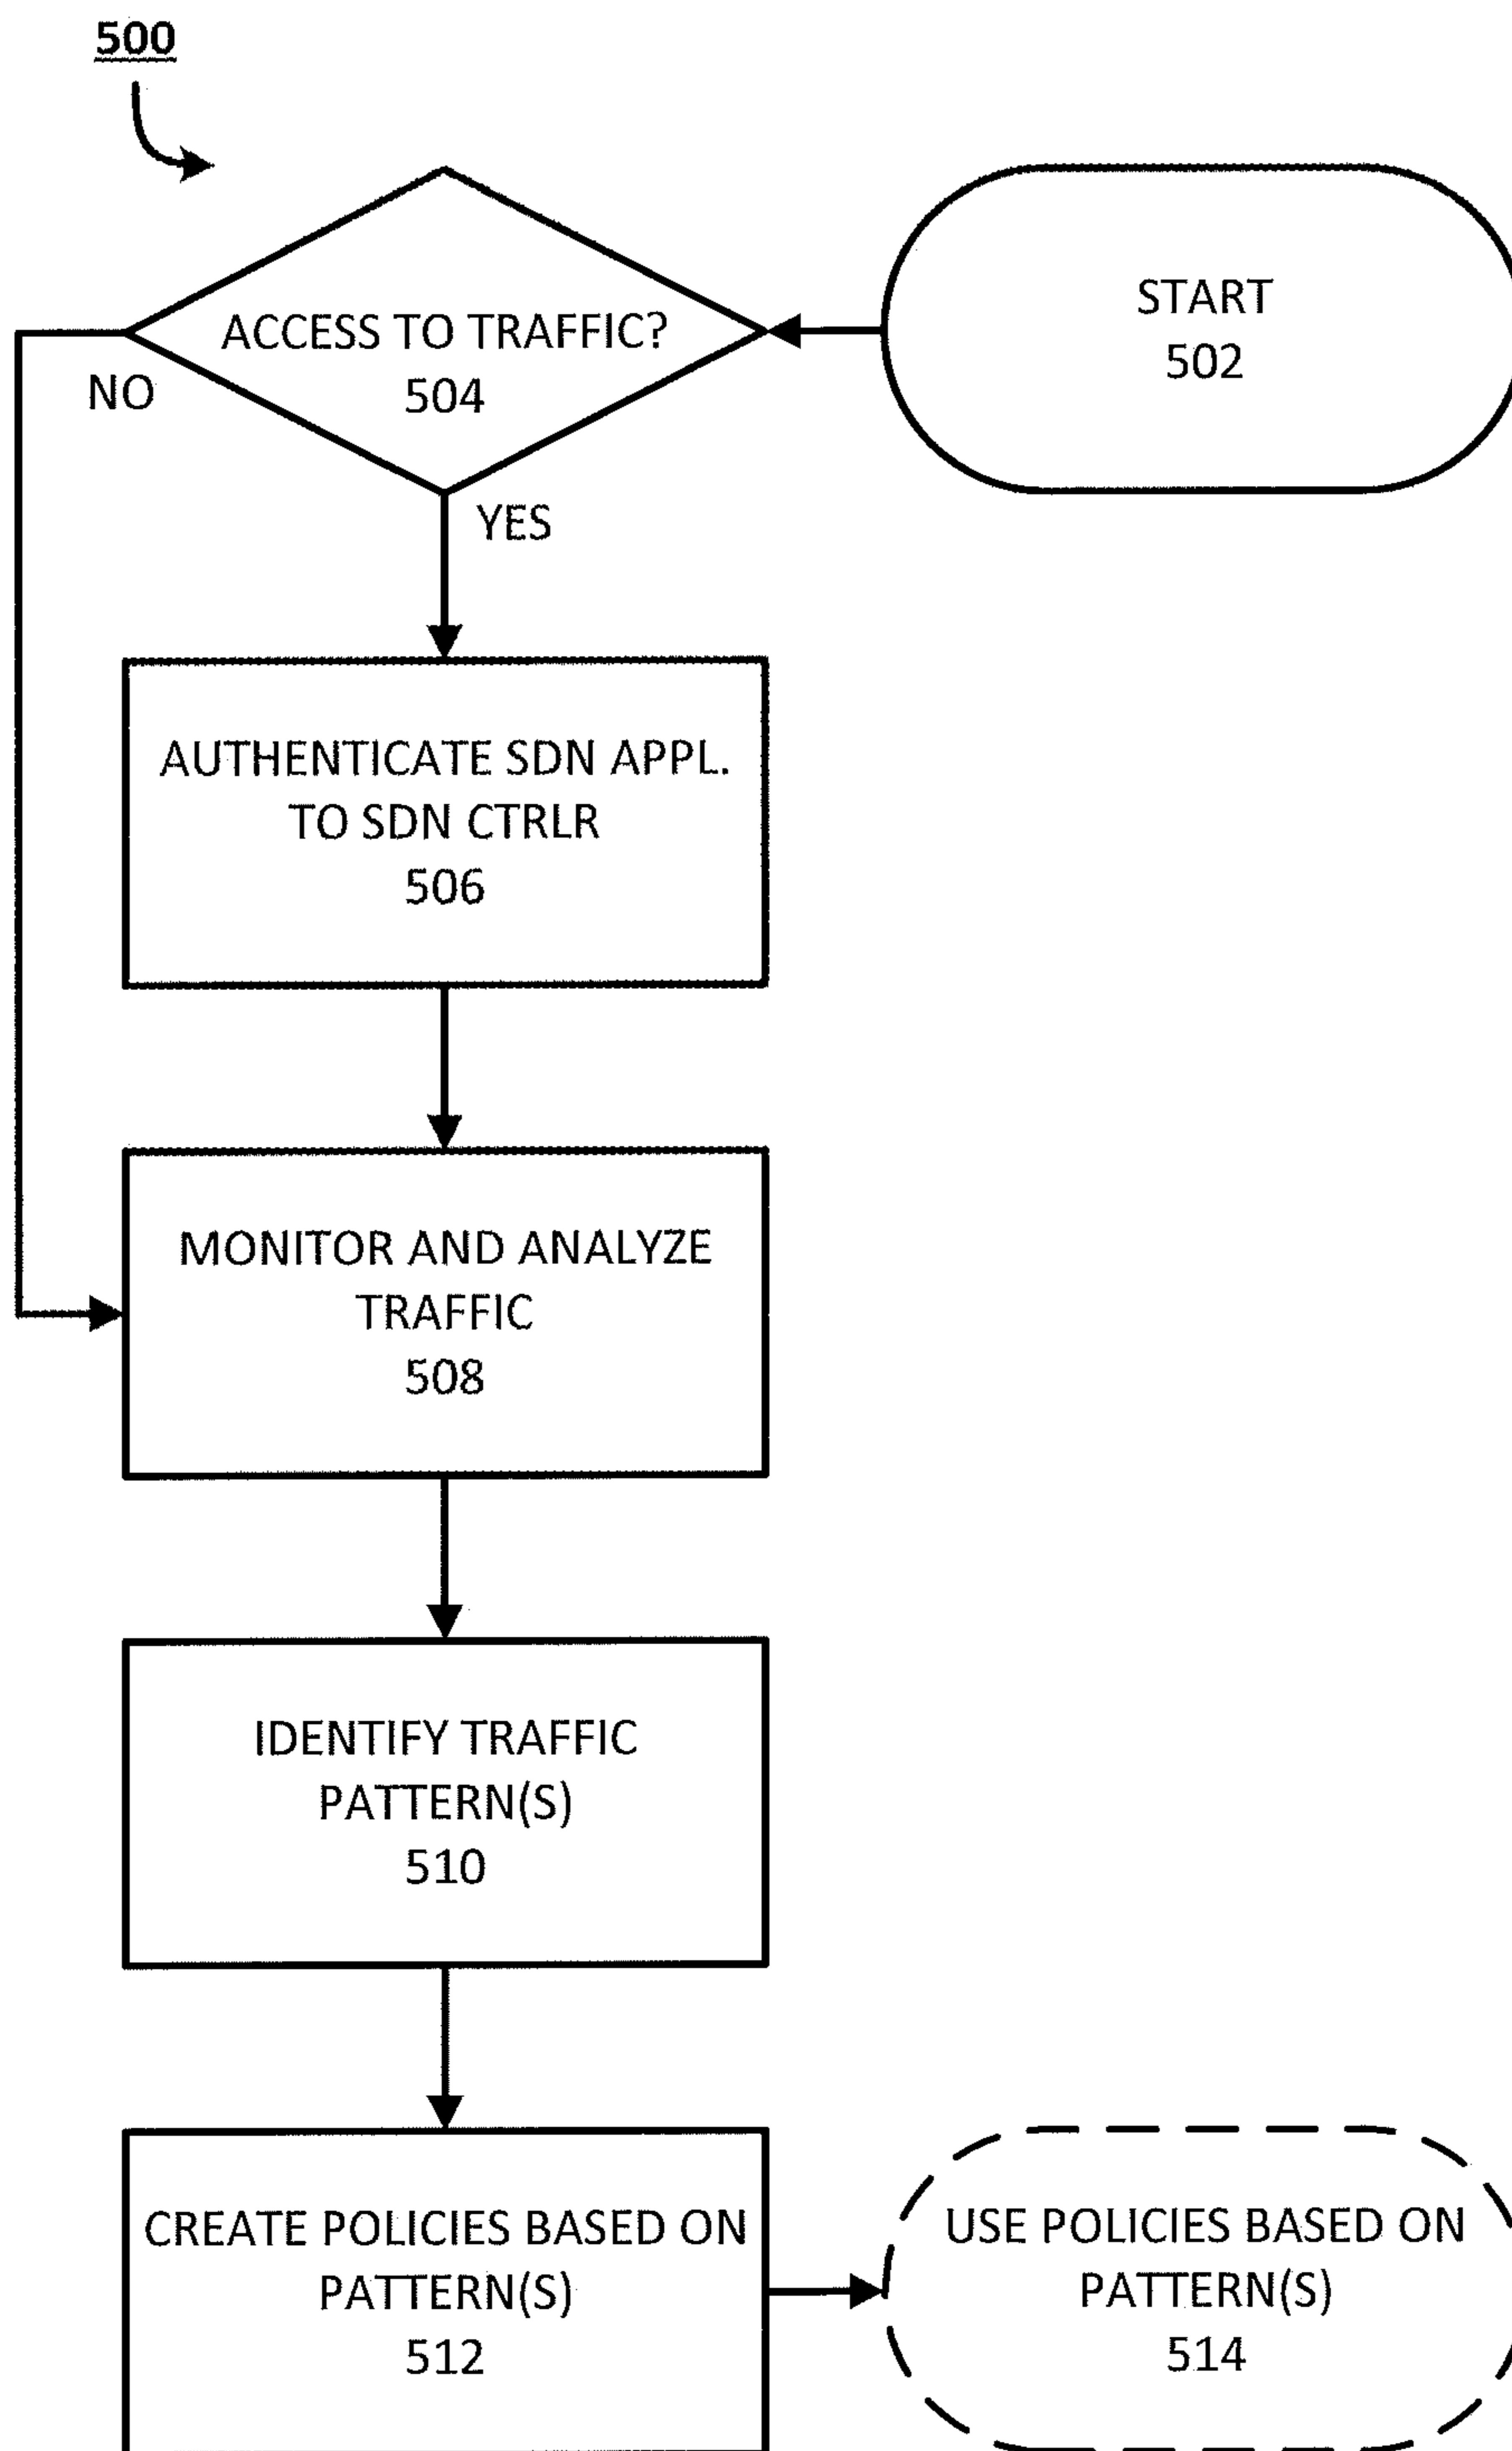 500
START
502
ACCESS TO TRAFFIC?
504
NO
YES
AUTHENTICATE SDN APPL.
TO SDN CTRLR
506
MONITOR AND ANALYZE
TRAFFIC
508
IDENTIFY TRAFFIC
PATTERN(S)
510
CREATE POLICIES BASED ON
PATTERN(S)
512
USE POLICIES BASED ON
PATTERN(S)
514